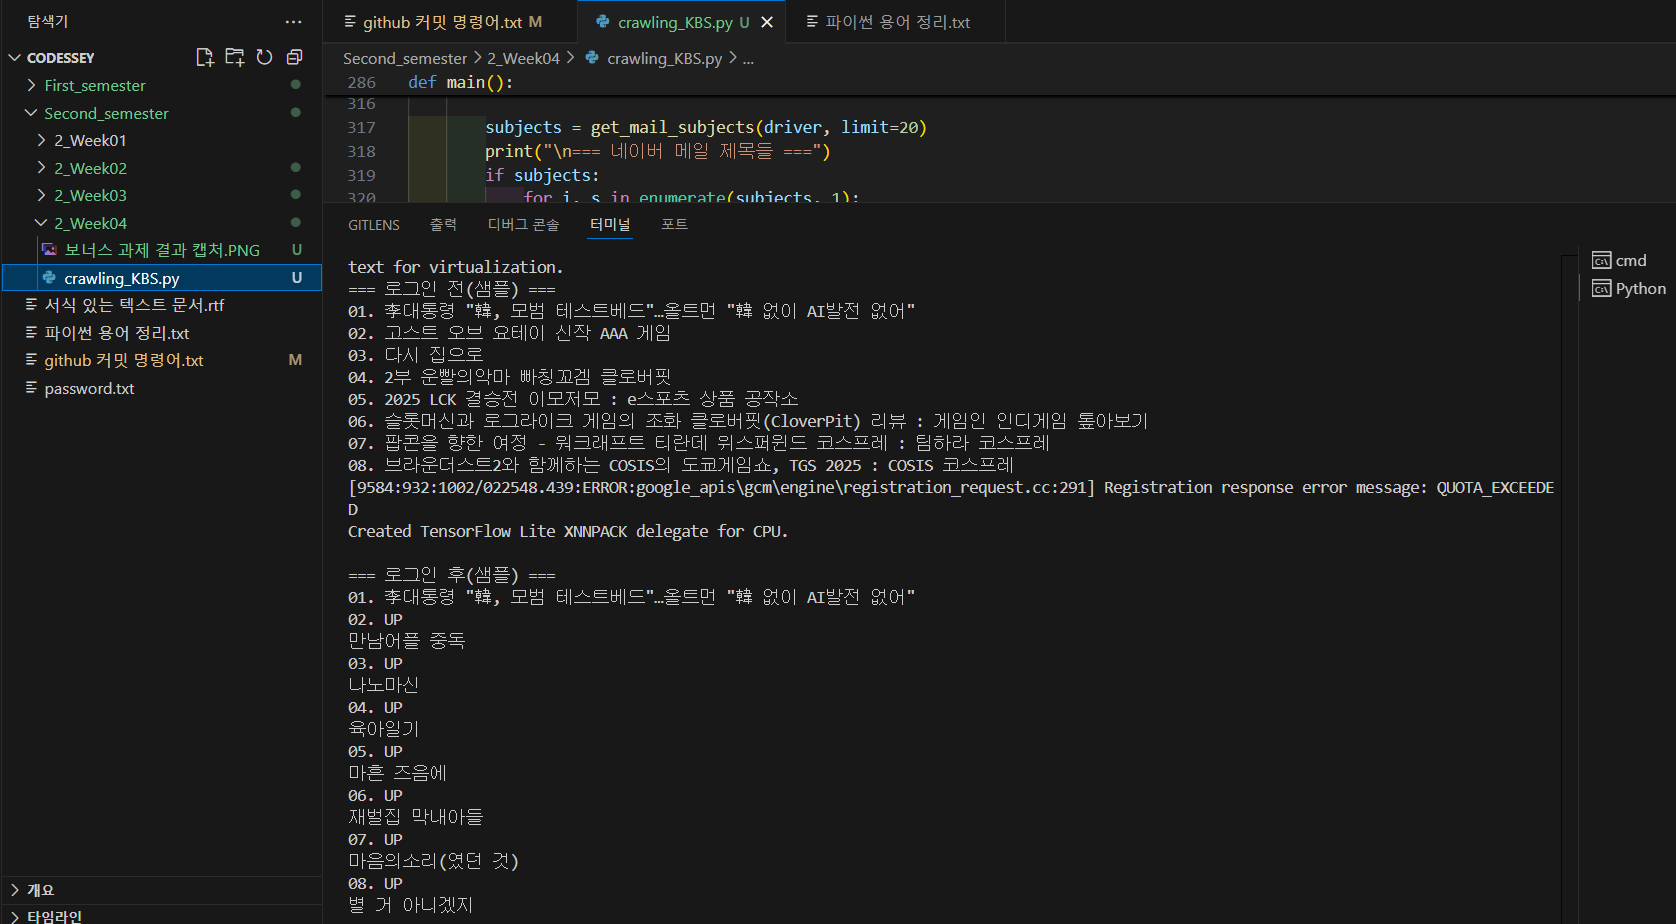 탐색기
CODESSEY
First_semester
Second_semester
2_Week01
2_Week02
2_Week03
2_Week04
보너스 과제 결과 캡처.PNG U
crawling_KBS.py U
서식 있는 텍스트 문서.rtf
파이썬 용어 정리.txt
github 커밋 명령어.txt M
password.txt
개요
타임라인
github 커밋 명령어.txt M
crawling_KBS.py U
파이썬 용어 정리.txt
Second_semester > 2_Week04 > crawling_KBS.py > ...
286 def main():
316
317 subjects = get_mail_subjects(driver, limit=20)
318 print("\n=== 네이버 메일 제목들 ===")
319 if subjects:
320 for i, s in enumerate(subjects, 1):
GITLENS 출력 디버그 콘솔 터미널 포트
text for virtualization.
=== 로그인 전(샘플) ===
01. 李대통령 "韓, 모범 테스트베드"…올트먼 "韓 없이 AI발전 없어"
02. 고스트 오브 요테이 신작 AAA 게임
03. 다시 집으로
04. 2부 운빨의악마 빠칭꼬겜 클로버핏
05. 2025 LCK 결승전 이모저모 : e스포츠 상품 공작소
06. 슬롯머신과 로그라이크 게임의 조화 클로버핏(CloverPit) 리뷰 : 게임인 인디게임 톺아보기
07. 팝콘을 향한 여정 - 워크래프트 티란데 위스퍼윈드 코스프레 : 팀하라 코스프레
08. 브라운더스트2와 함께하는 COSIS의 도쿄게임쇼, TGS 2025 : COSIS 코스프레
[9584:932:1002/022548.439:ERROR:google_apis\gcm\engine\registration_request.cc:291] Registration response error message: QUOTA_EXCEEDE
D
Created TensorFlow Lite XNNPACK delegate for CPU.
=== 로그인 후(샘플) ===
01. 李대통령 "韓, 모범 테스트베드"…올트먼 "韓 없이 AI발전 없어"
02. UP
만남어플 중독
03. UP
나노마신
04. UP
육아일기
05. UP
마흔 즈음에
06. UP
재벌집 막내아들
07. UP
마음의소리(였던 것)
08. UP
별 거 아니겠지
cmd
Python